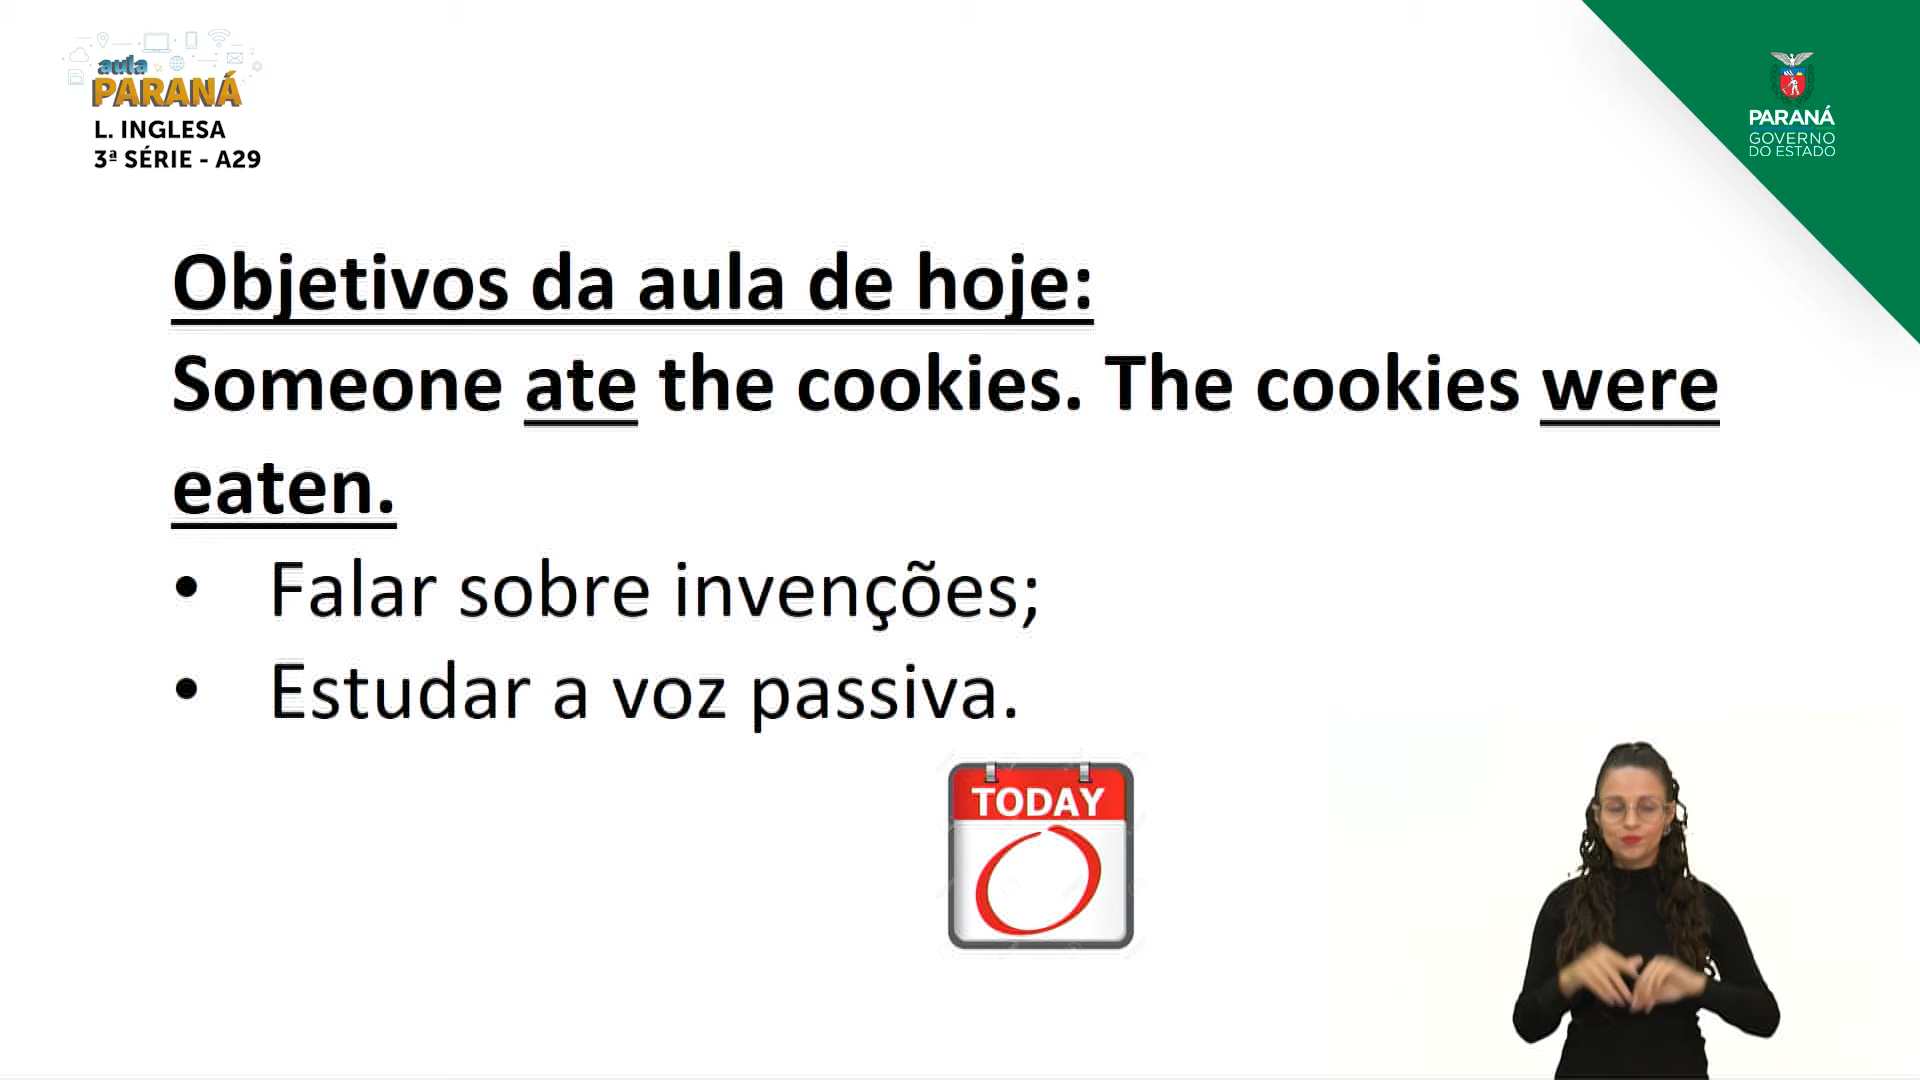 aula
PARANÁ
L. INGLESA
3ª SÉRIE - A29
PARANÁ
GOVERNO
DO ESTADO
Objetivos da aula de hoje:
Someone ate the cookies. The cookies were
eaten.
• Falar sobre invenções;
• Estudar a voz passiva.
TODAY